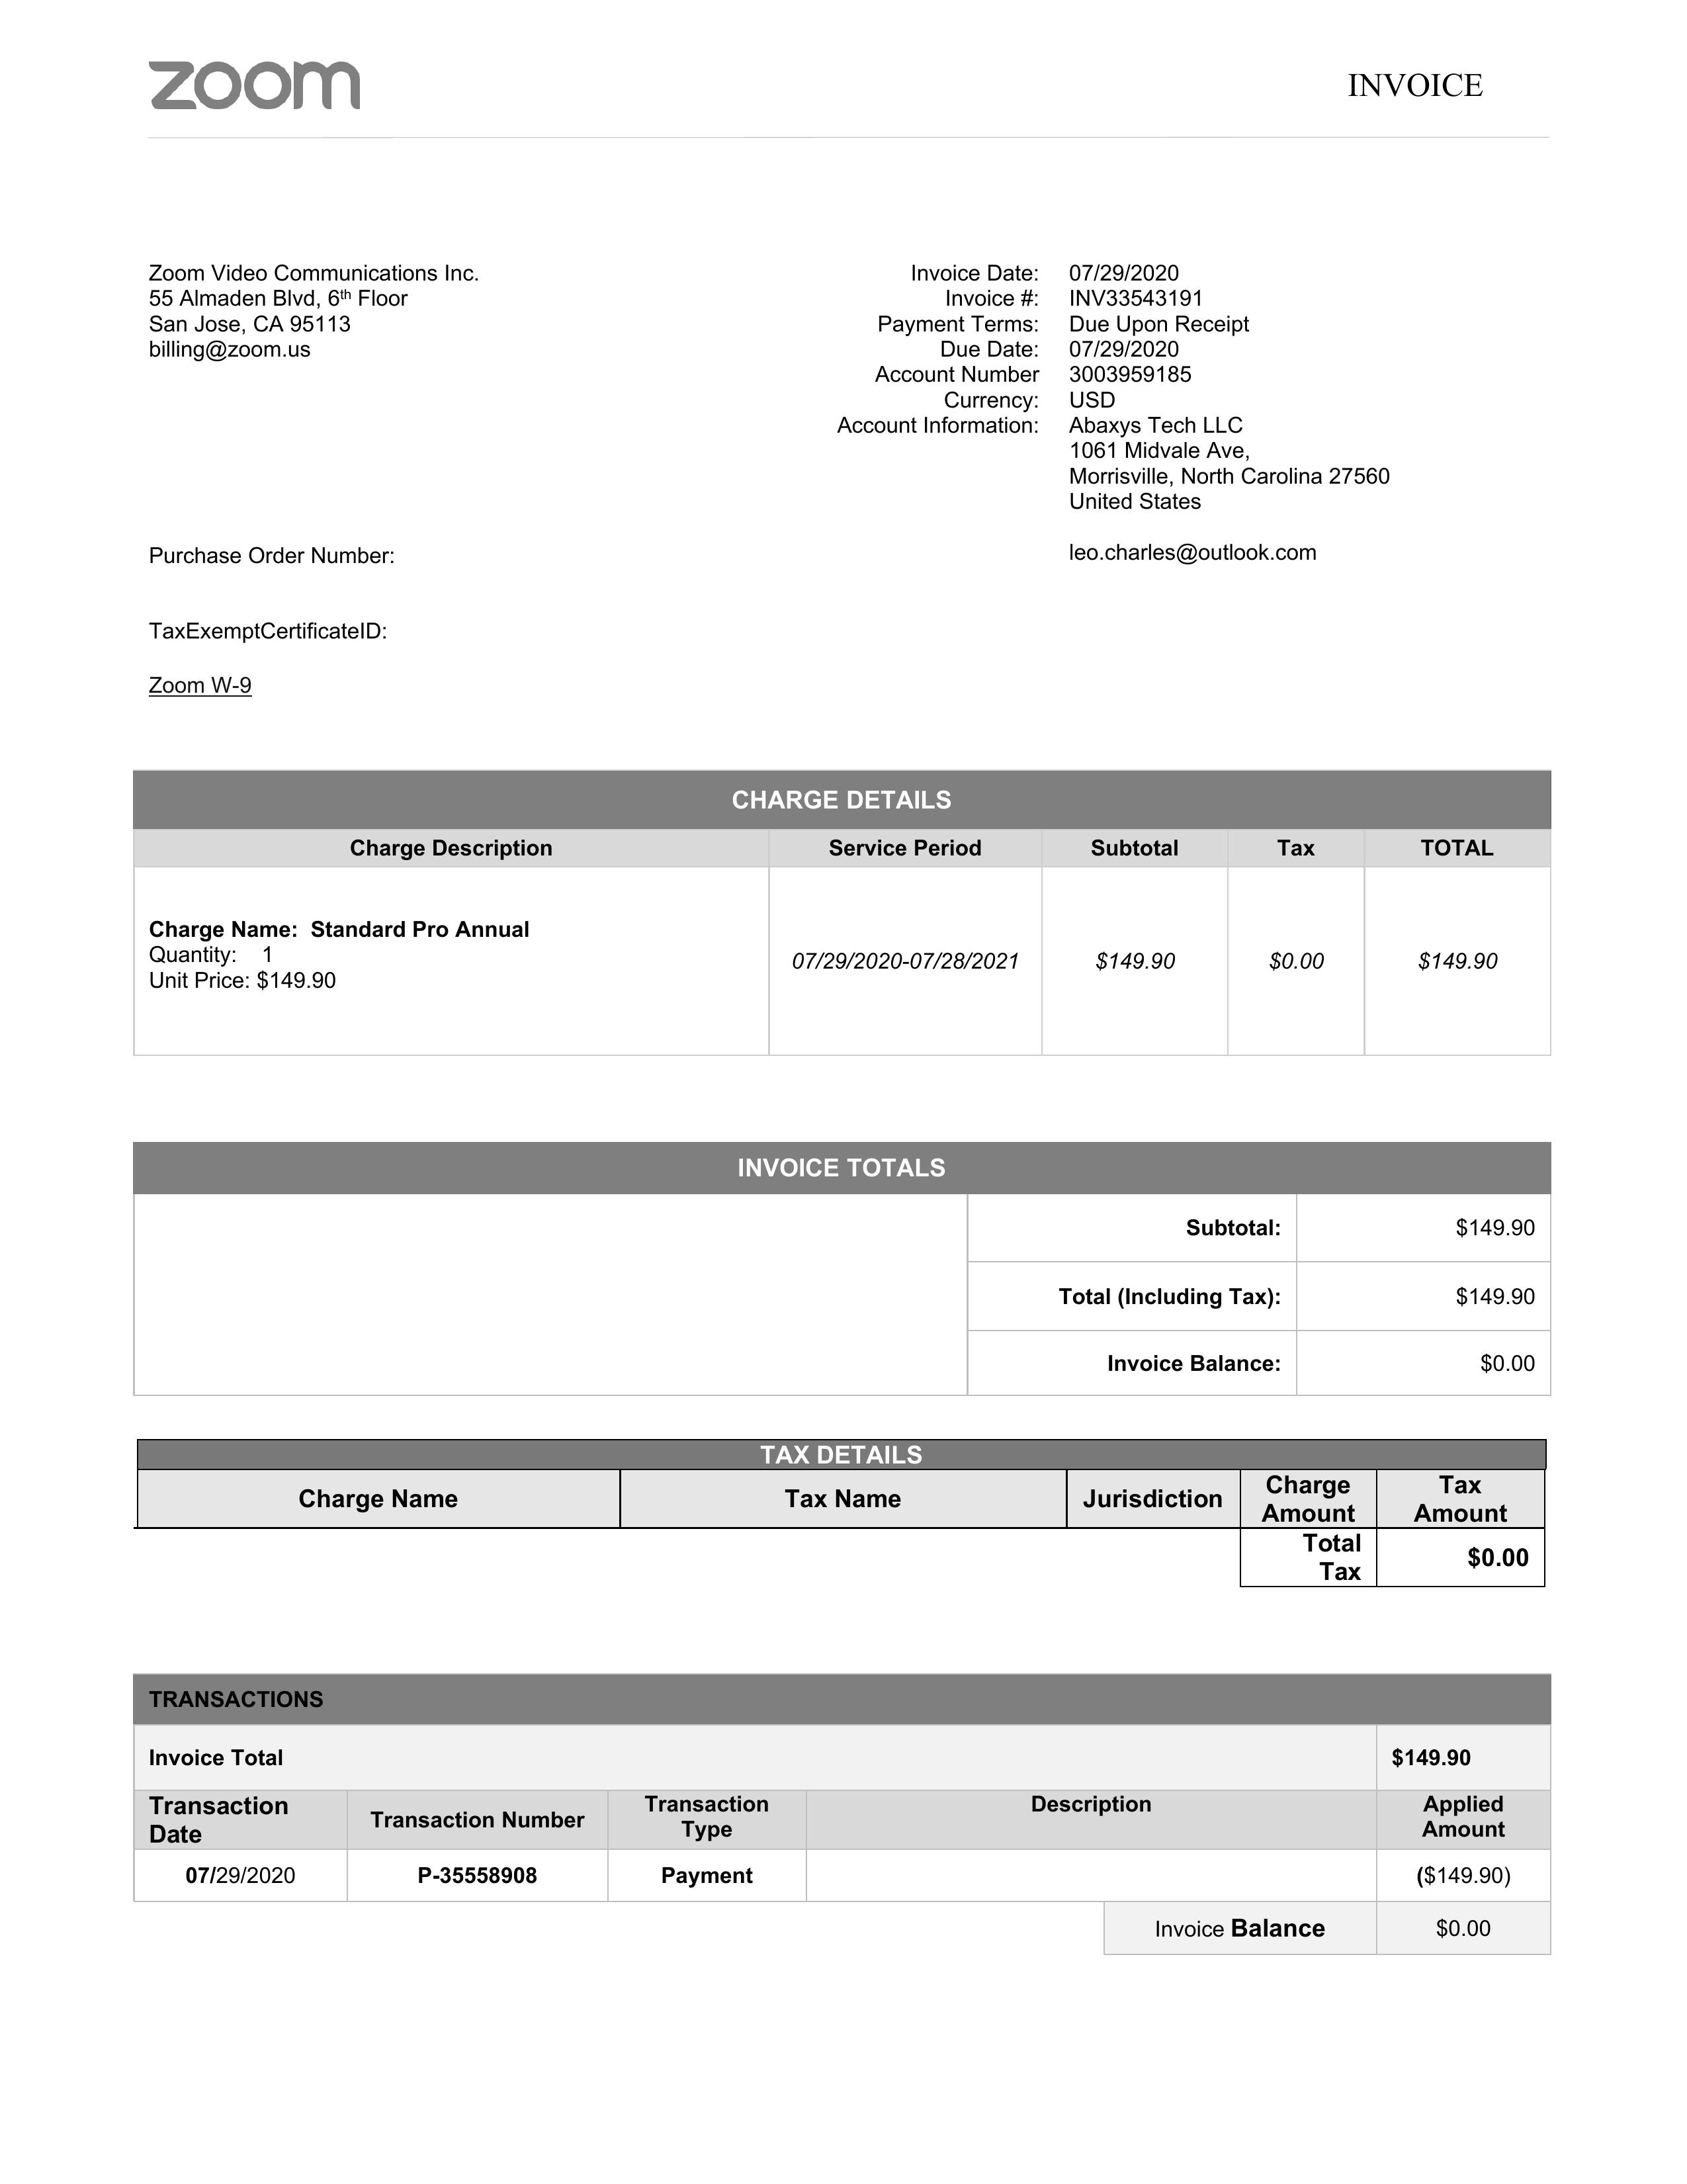 zoom
INVOICE
Zoom Video Communications Inc.
55 Almaden Blvd, 6th Floor
San Jose, CA 95113
billing@zoom.us
Invoice Date: 07/29/2020
Invoice #: INV33543191
Payment Terms: Due Upon Receipt
Due Date: 07/29/2020
Account Number 3003959185
Currency: USD
Account Information: Abaxys Tech LLC
1061 Midvale Ave,
Morrisville, North Carolina 27560
United States
leo.charles@outlook.com
Purchase Order Number:
TaxExemptCertificateID:
Zoom W-9
CHARGE DETAILS
Charge Description Service Period Subtotal Tax TOTAL
Charge Name: Standard Pro Annual
Quantity: 1
Unit Price: $149.90
07/29/2020-07/28/2021 $149.90 $0.00 $149.90
INVOICE TOTALS
Subtotal: $149.90
Total (Including Tax): $149.90
Invoice Balance: $0.00
TAX DETAILS
Charge Name Tax Name Jurisdiction Charge Amount Tax Amount
Total Tax $0.00
TRANSACTIONS
Invoice Total $149.90
Transaction Date Transaction Number Transaction Type Description Applied Amount
07/29/2020 P-35558908 Payment ($149.90)
Invoice Balance $0.00